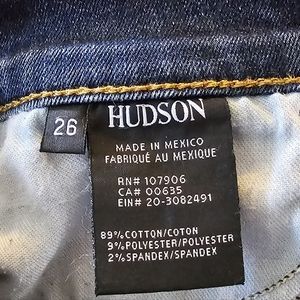 26
HUDSON
MADE IN MEXICO
FABRIQUÉ AU MEXIQUE
RN# 107906
CA# 00635
EIN# 20-3082491
89%COTTON/COTON
9%POLYESTER/POLYESTER
2%SPANDEX/SPANDEX